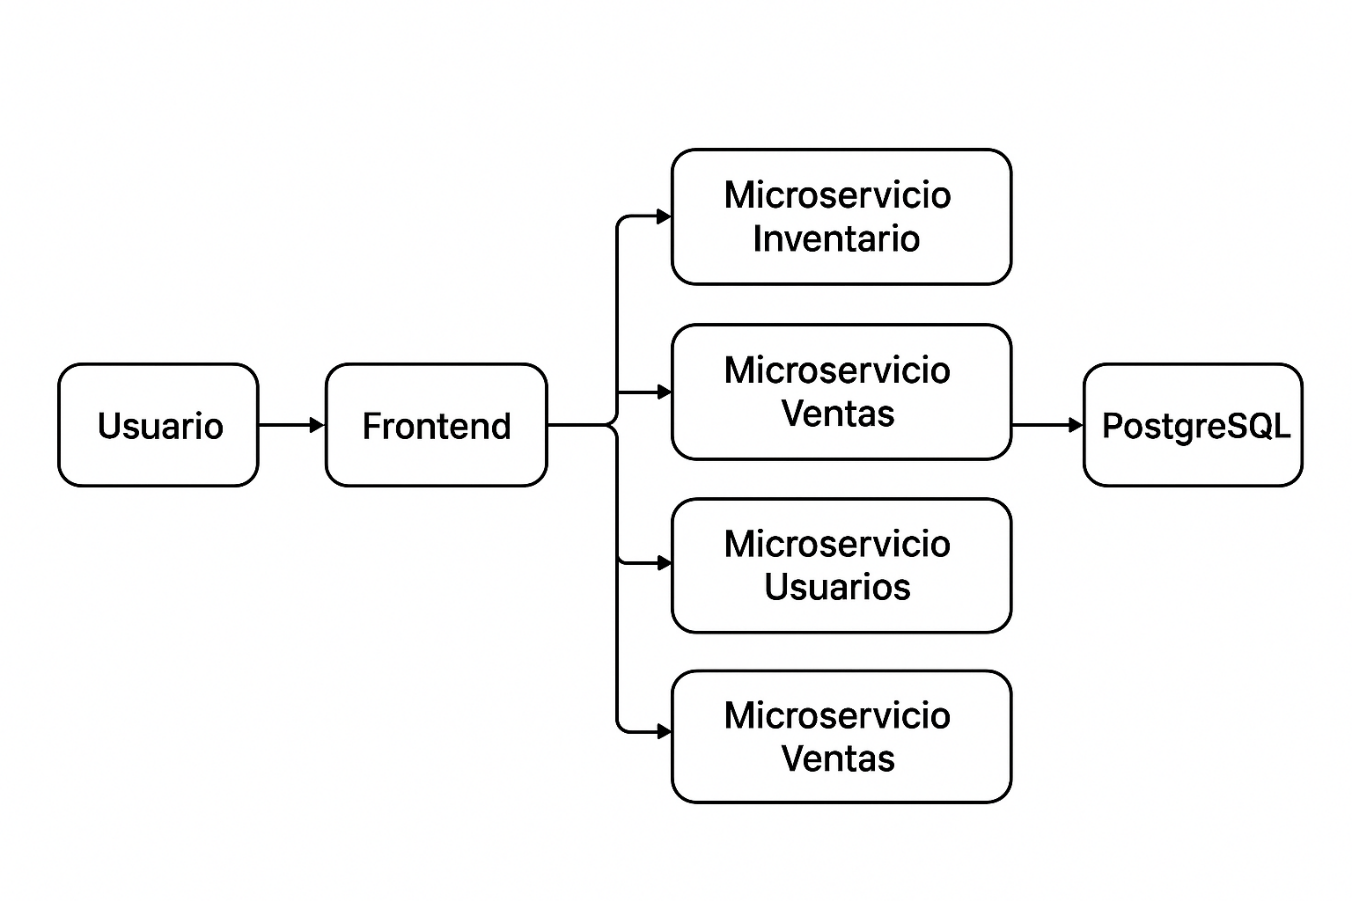 Usuario
Frontend
Microservicio
Inventario
Microservicio
Ventas
Microservicio
Usuarios
Microservicio
Ventas
PostgreSQL